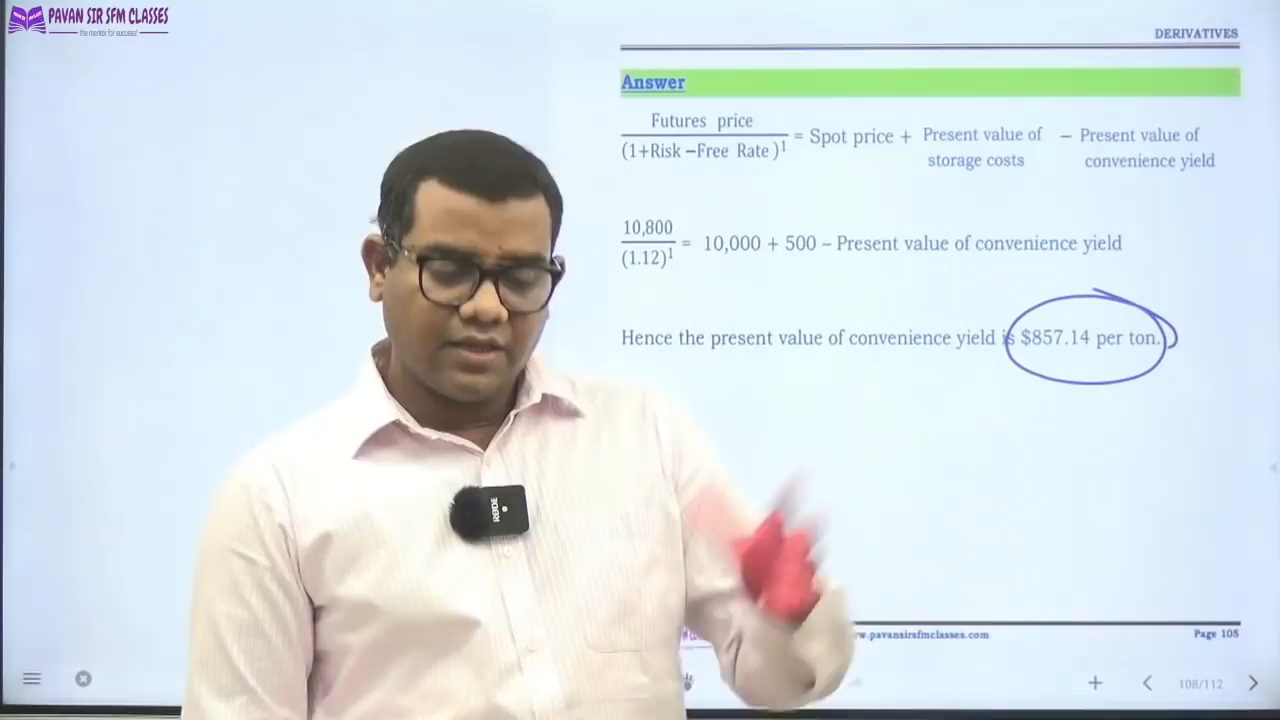 PAVAN SIR SFM CLASSES
the mentor for success!
DERIVATIVES
Answer
Futures price
(1+Risk –Free Rate )1
= Spot price + Present value of storage costs – Present value of convenience yield
10,800
(1.12)1
= 10,000 + 500 – Present value of convenience yield
Hence the present value of convenience yield is $857.14 per ton.
RØDE
w.pavansirsfmclasses.com
Page 105
108/112